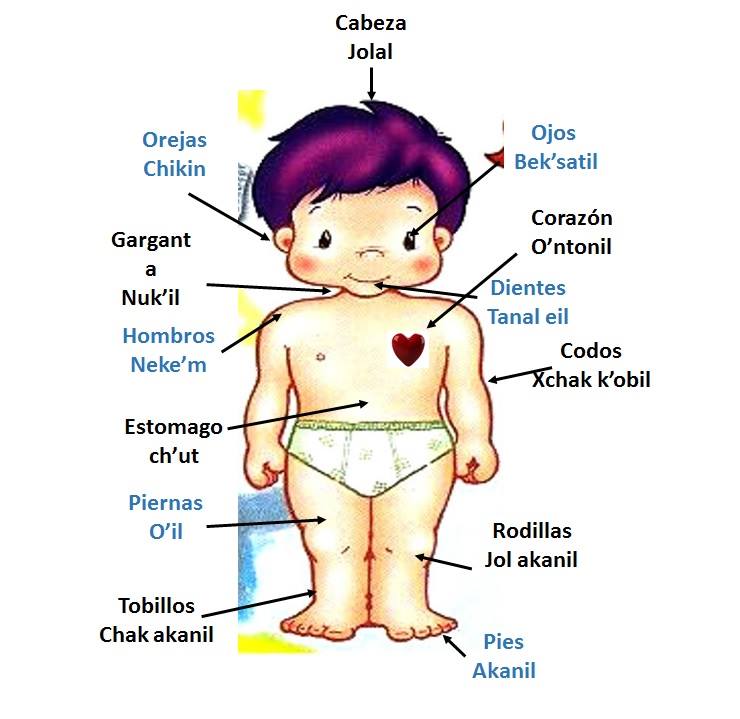 Cabeza
Jolal
Orejas
Chikin
Ojos
Bek’satil
Corazón
O’ntonil
Gargant
a
Nuk’il
Dientes
Tanal eil
Hombros
Neke’m
Codos
Xchak k’obil
Estomago
ch’ut
Piernas
O’il
Rodillas
Jol akanil
Tobillos
Chak akanil
Pies
Akanil